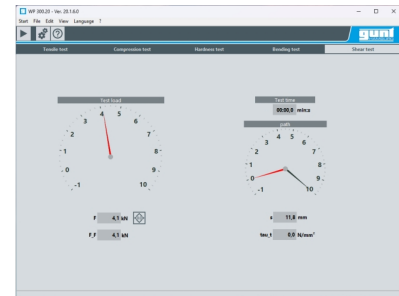 WP 300.20 - Ver. 20.1.6.0
Start File Edit View Language ?
gunt
Tensile test Compression test Hardness test Bending test Shear test
Test load
-1 0 1 2 3 4 5 6 7 8 9 10
F 4,1 kN
F_F 4,1 kN
Test time
00:00,0 min:s
path
-1 0 1 2 3 4 5 6 7 8 9 10
s 11,8 mm
tau_t 0,0 N/mm²